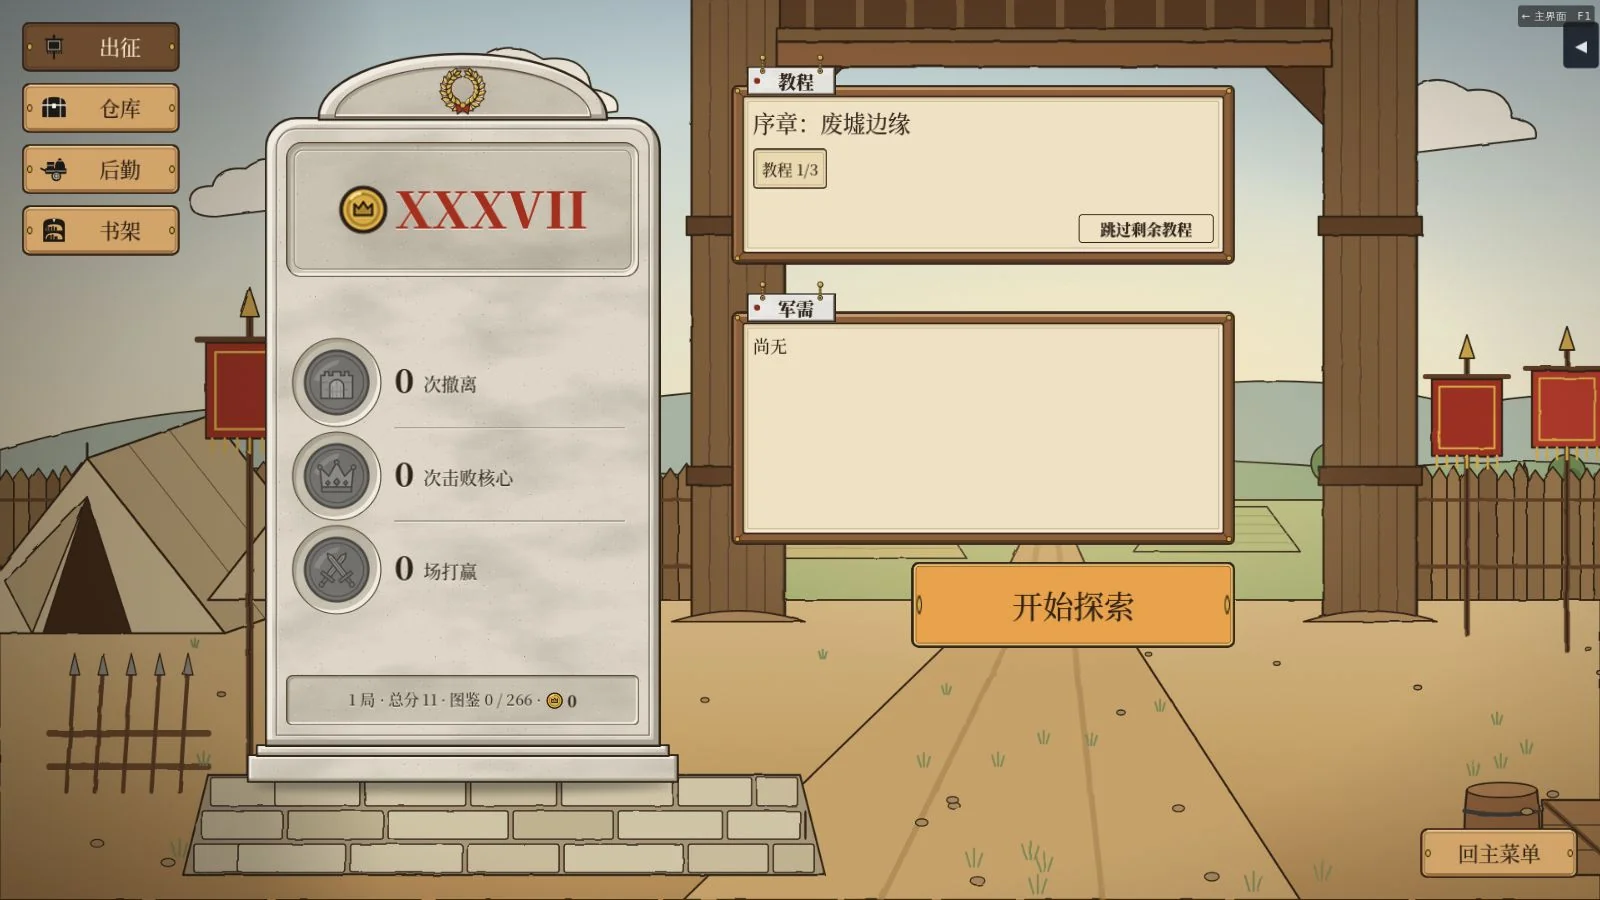 出征
仓库
后勤
书架
XXXVII
0 次撤离
0 次击败核心
0 场打赢
1 局 · 总分 11 · 图鉴 0 / 266 · 0
教程
序章：废墟边缘
教程 1/3
跳过剩余教程
军需
尚无
开始探索
回主菜单
← 主界面 F1